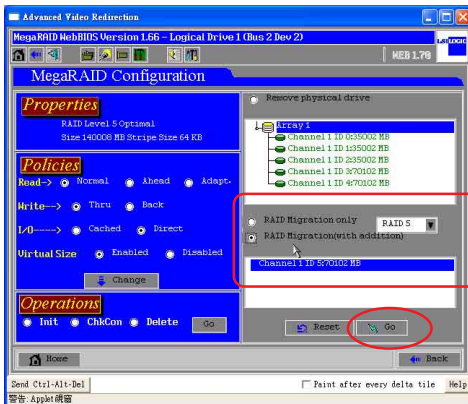 Advanced Video Redirection
MegaRAID WebBIOS Version 1.66 - Logical Drive 1 (Bus 2 Dev 2)
LSI LOGIC
WEB 1.70
MegaRAID Configuration
Properties
RAID Level 5 Optimal
Size 140008 MB Stripe Size 64 KB
Policies
Read--> Normal Ahead Adapt.
Write---> Thru Back
I/O----> Cached Direct
Virtual Size Enabled Disabled
Change
Operations
Init ChkCon Delete Go
Remove physical drive
Array 1
Channel 1 ID 0:35002 MB
Channel 1 ID 1:35002 MB
Channel 1 ID 2:35002 MB
Channel 1 ID 3:70102 MB
Channel 1 ID 4:70102 MB
RAID Migration only RAID 5
RAID Migration(with addition)
Channel 1 ID 5:70102 MB
Reset Go
Home Back
Send Ctrl-Alt-Del Paint after every delta tile Help
警告: Applet 視窗